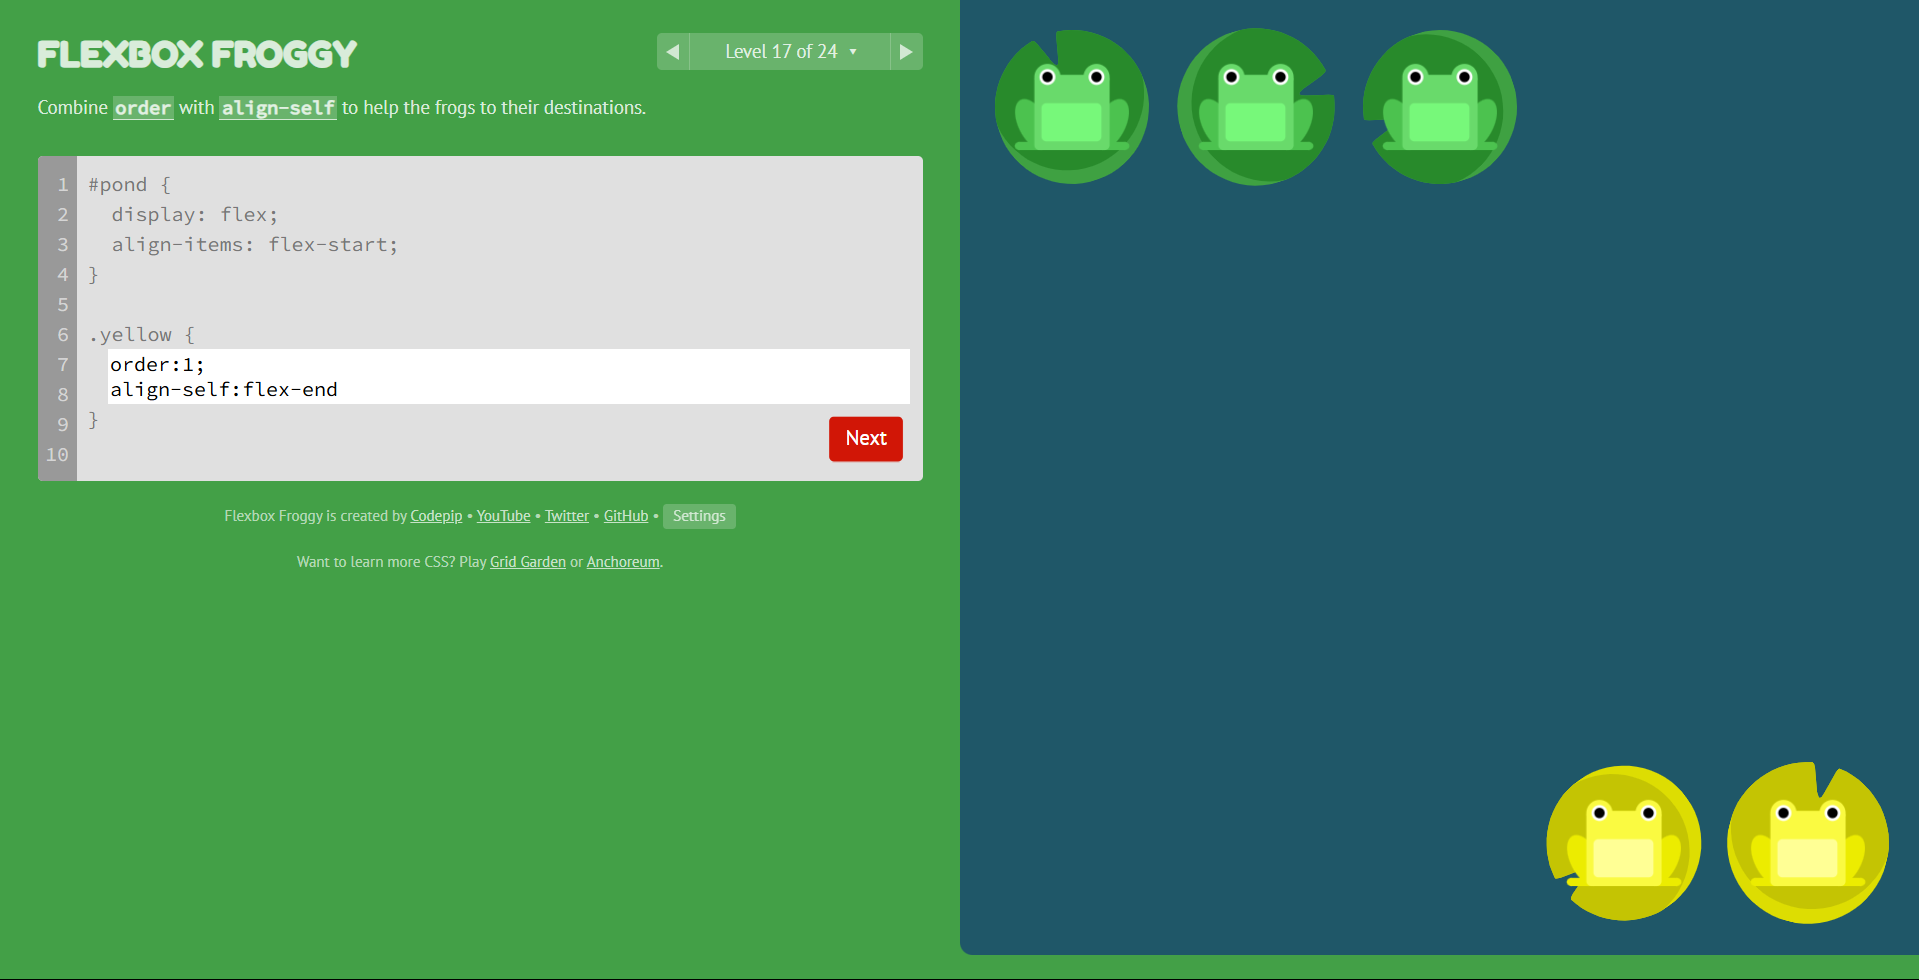 FLEXBOX FROGGY
◀ Level 17 of 24 ▼ ▶
Combine order with align-self to help the frogs to their destinations.
1 #pond {
2 display: flex;
3 align-items: flex-start;
4 }
5
6 .yellow {
7 order:1;
8 align-self:flex-end
9 }
10
Next
Flexbox Froggy is created by Codepip • YouTube • Twitter • GitHub • Settings
Want to learn more CSS? Play Grid Garden or Anchoreum.